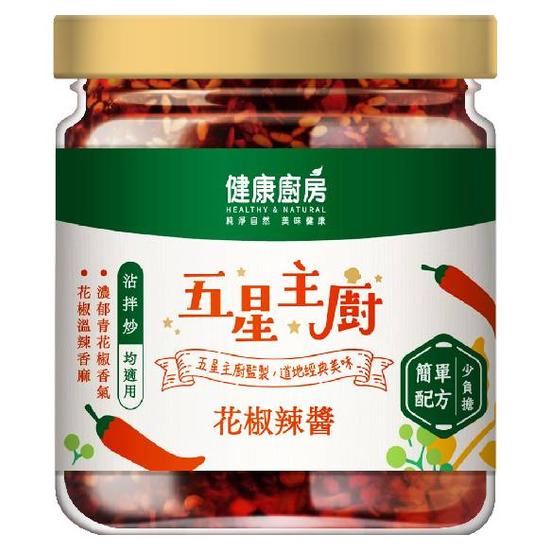 健康廚房
HEALTHY & NATURAL
純淨自然 美味健康
五星主廚
五星主廚監製，道地經典美味
花椒辣醬
沾拌炒 均適用
●濃郁青花椒香氣
●花椒溫辣香麻
簡單
配方
少負擔